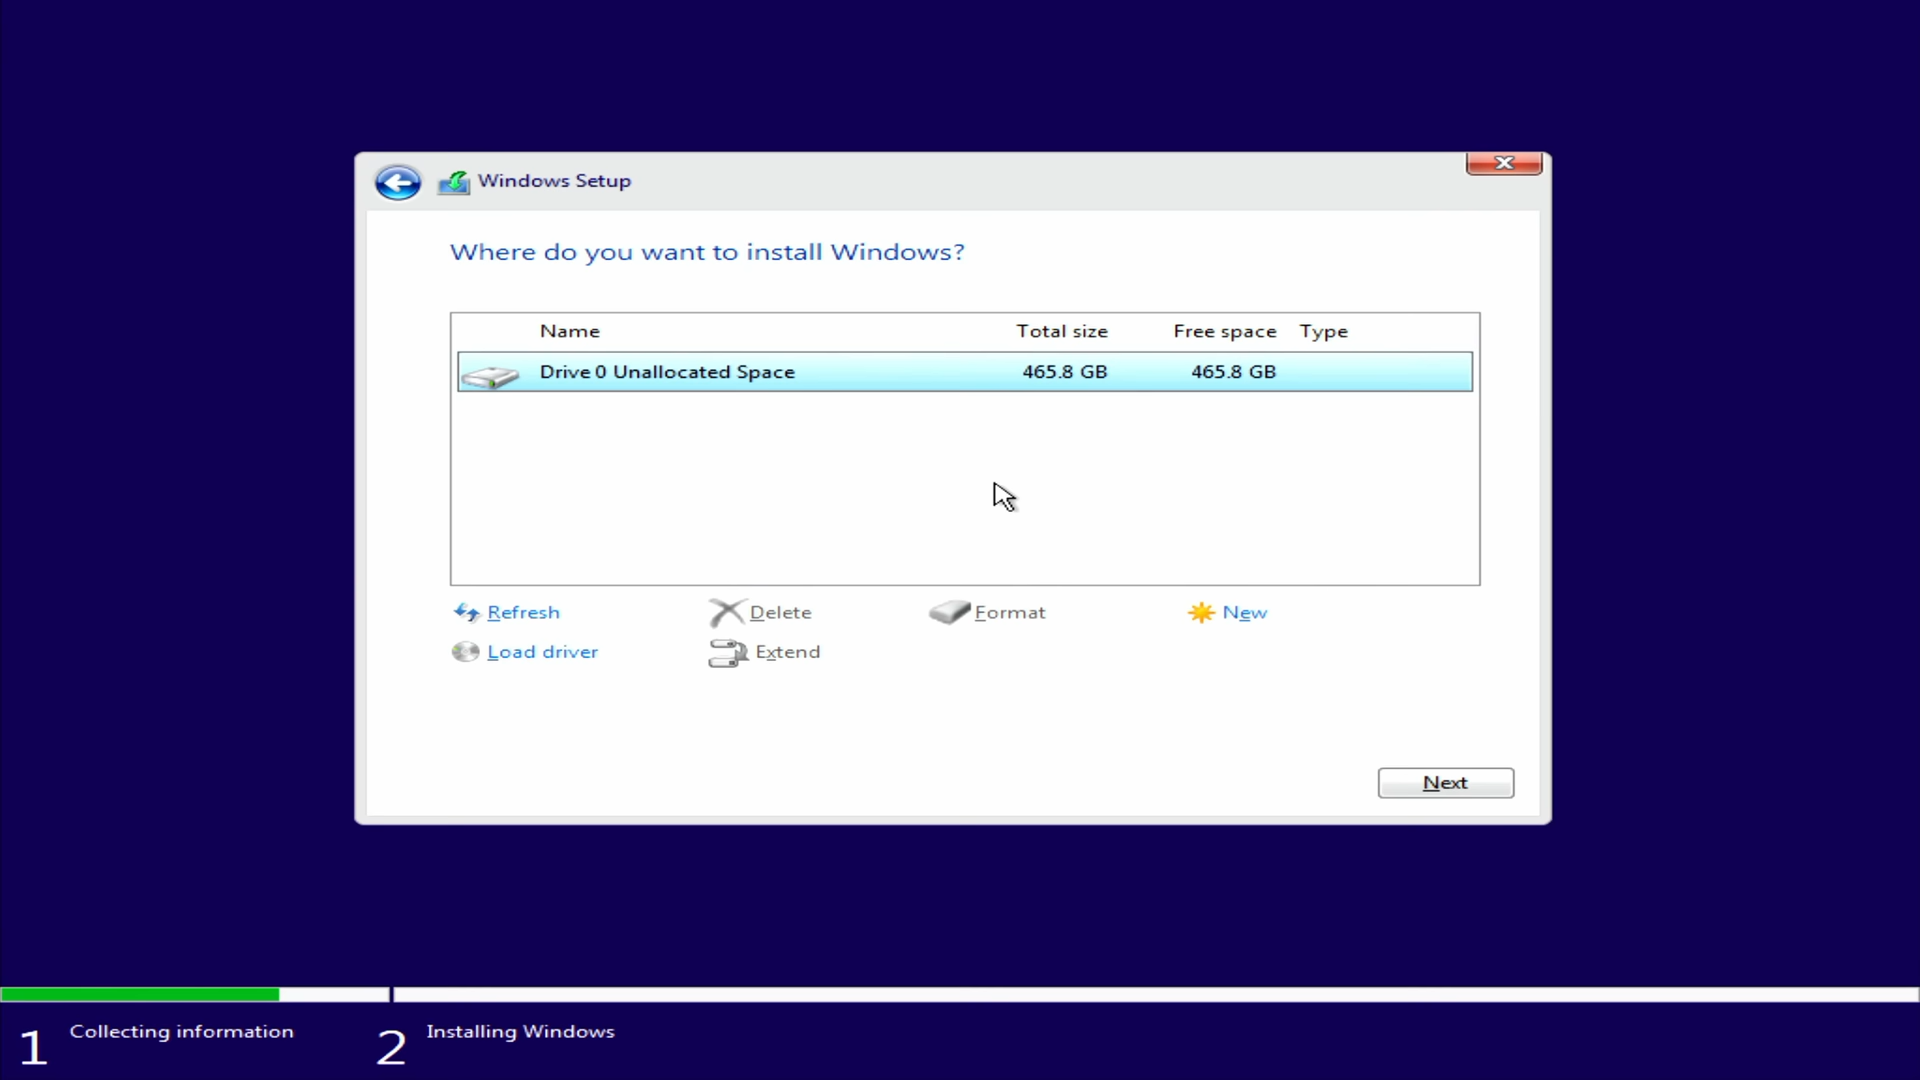 Windows Setup
Where do you want to install Windows?
Name Total size Free space Type
Drive 0 Unallocated Space 465.8 GB 465.8 GB
Refresh Delete Format New
Load driver Extend
Next
1 Collecting information 2 Installing Windows